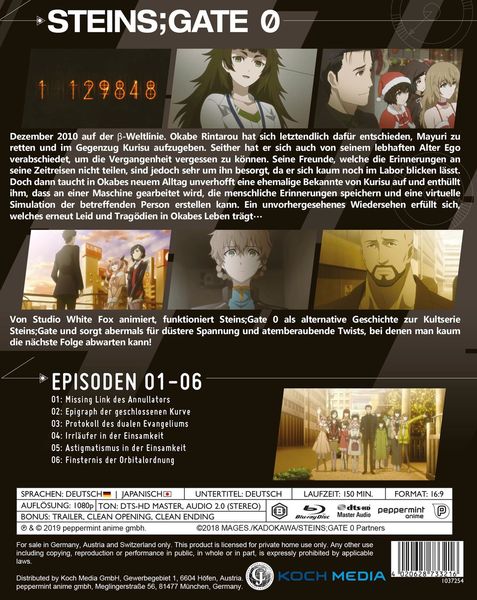 STEINS;GATE 0
1 129848
Dezember 2010 auf der β-Weltlinie. Okabe Rintarou hat sich letztendlich dafür entschieden, Mayuri zu
retten und im Gegenzug Kurisu aufzugeben. Seither hat er sich auch von seinem lebhaften Alter Ego
verabschiedet, um die Vergangenheit vergessen zu können. Seine Freunde, welche die Erinnerungen an
seine Zeitreisen nicht teilen, sind jedoch sehr um ihn besorgt, da er sich kaum noch im Labor blicken lässt.
Doch dann taucht in Okabes neuem Alltag unverhofft eine ehemalige Bekannte von Kurisu auf und enthüllt
ihm, dass an einer Maschine gearbeitet wird, die menschliche Erinnerungen speichern und eine virtuelle
Simulation der betreffenden Person erstellen kann. Ein unvorhergesehenes Wiedersehen erfüllt sich,
welches erneut Leid und Tragödien in Okabes Leben trägt···
Von Studio White Fox animiert, funktioniert Steins;Gate 0 als alternative Geschichte zur Kultserie
Steins;Gate und sorgt abermals für düstere Spannung und atemberaubende Twists, bei denen man kaum
die nächste Folge abwarten kann!
EPISODEN 01-06
01: Missing Link des Annullators
02: Epigraph der geschlossenen Kurve
03: Protokoll des dualen Evangeliums
04: Irrläufer in der Einsamkeit
05: Astigmatismus in der Einsamkeit
06: Finsternis der Orbitalordnung
SPRACHEN: DEUTSCH | JAPANISCH UNTERTITEL: DEUTSCH LAUFZEIT: 150 MIN. FORMAT: 16:9
AUFLÖSUNG: 1080p TON: DTS-HD MASTER, AUDIO 2.0 (STEREO)
BONUS: TRAILER, CLEAN OPENING, CLEAN ENDING
Blu-ray Disc dts-HD Master Audio peppermint anime
℗ & © 2019 peppermint anime gmbh. ©2018 MAGES./KADOKAWA/STEINS;GATE 0 Partners
For sale in Germany, Austria and Switzerland only. This product is licensed for private home use only. Any other use
including copying, reproduction or performance in public, in whole or in part, is expressly prohibited by applicable
laws.
Distributed by Koch Media GmbH, Gewerbegebiet 1, 6604 Höfen, Austria.
peppermint anime gmbh, Meglingerstraße 56, 81477 München, Germany.
KOCH MEDIA
4 020628 733216
1037254